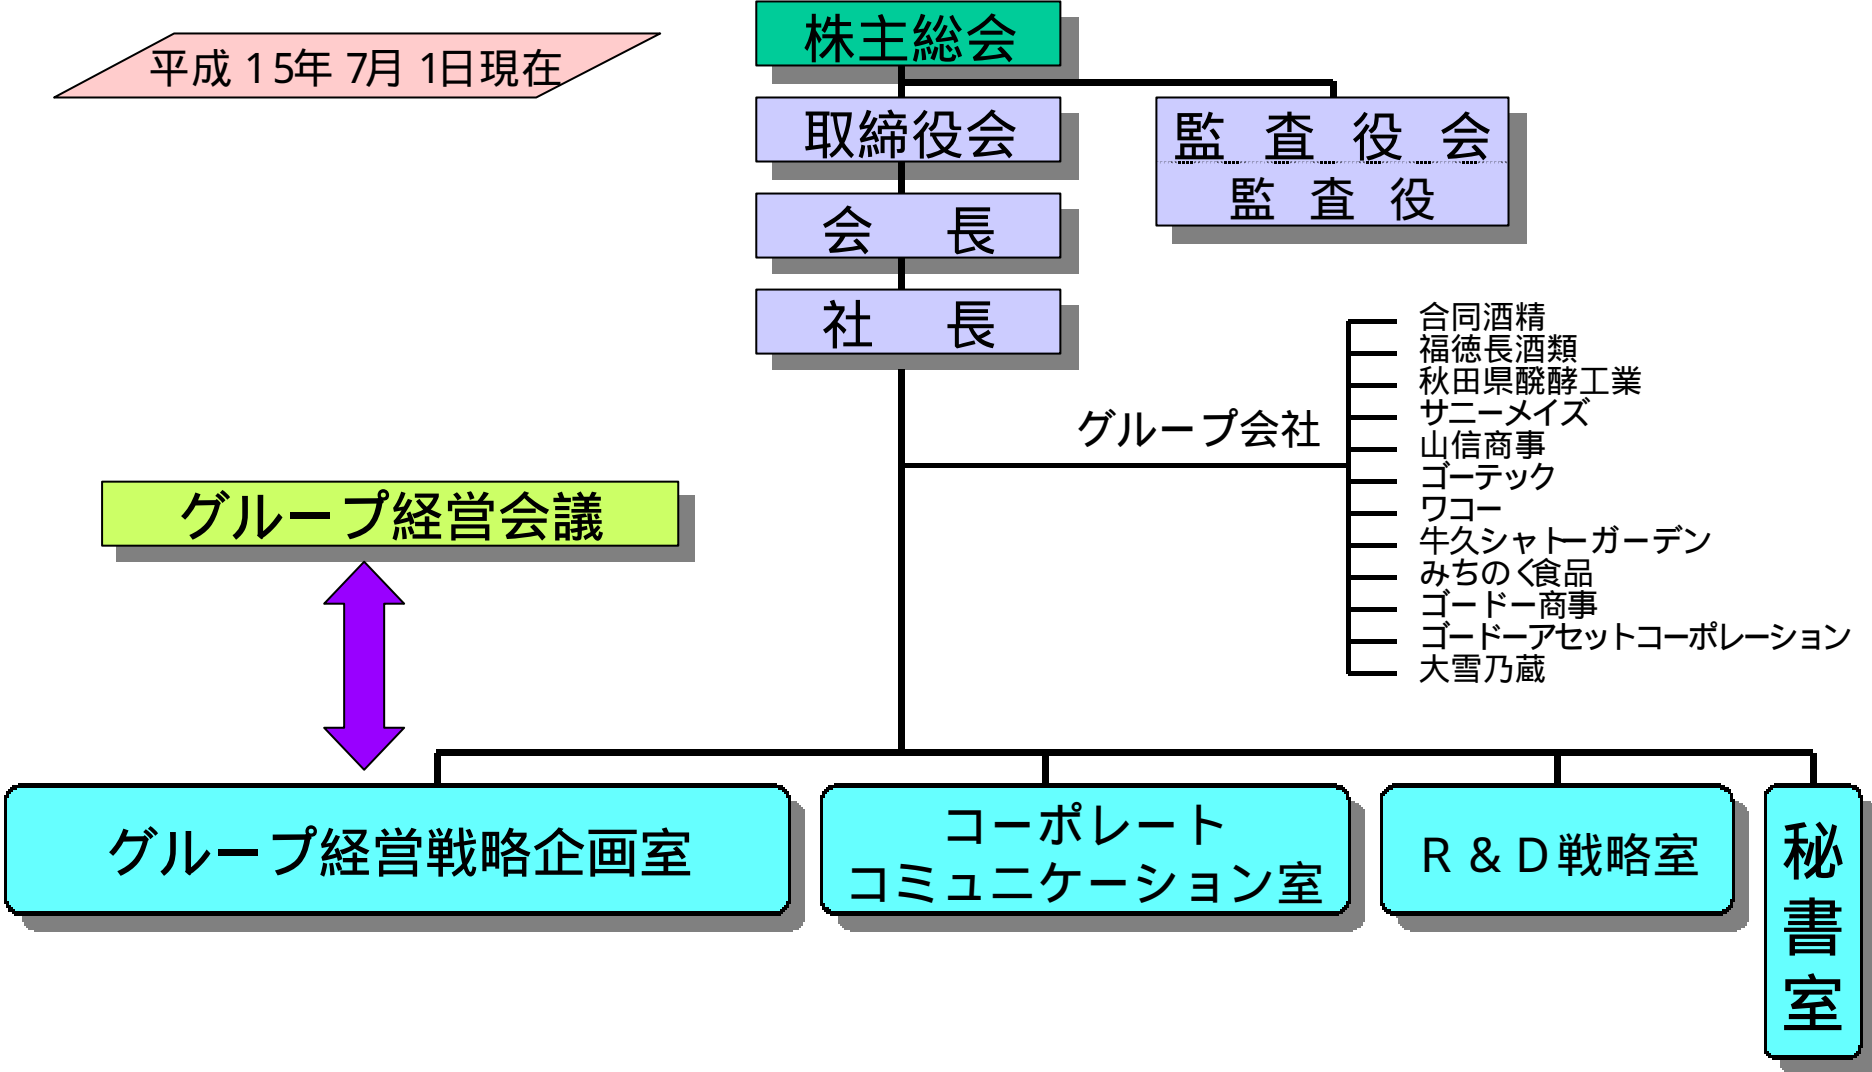 平成15年7月1日現在
株主総会
取締役会
監査役会
監査役
会長
社長
グループ会社
合同酒精
福徳長酒類
秋田県醗酵工業
サニーメイズ
山信商事
ゴーテック
ワコー
牛久シャトーガーデン
みちのく食品
ゴードー商事
ゴードーアセットコーポレーション
大雪乃蔵
グループ経営会議
グループ経営戦略企画室
コーポレート
コミュニケーション室
R&D戦略室
秘書室